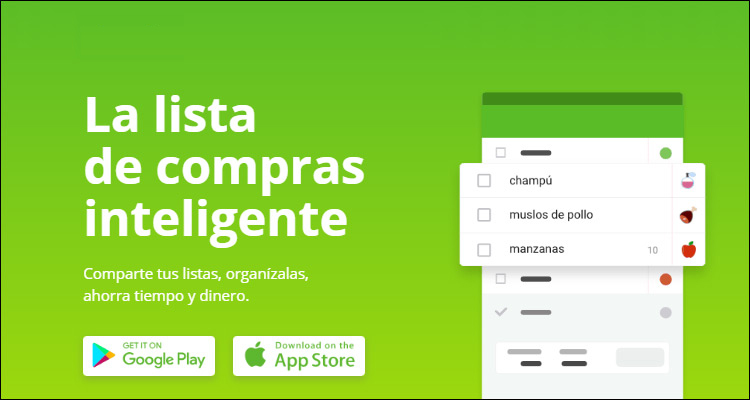 La lista
de compras
inteligente
Comparte tus listas, organízalas,
ahorra tiempo y dinero.
GET IT ON
Google Play
Download on the
App Store
champú
muslos de pollo
manzanas 10